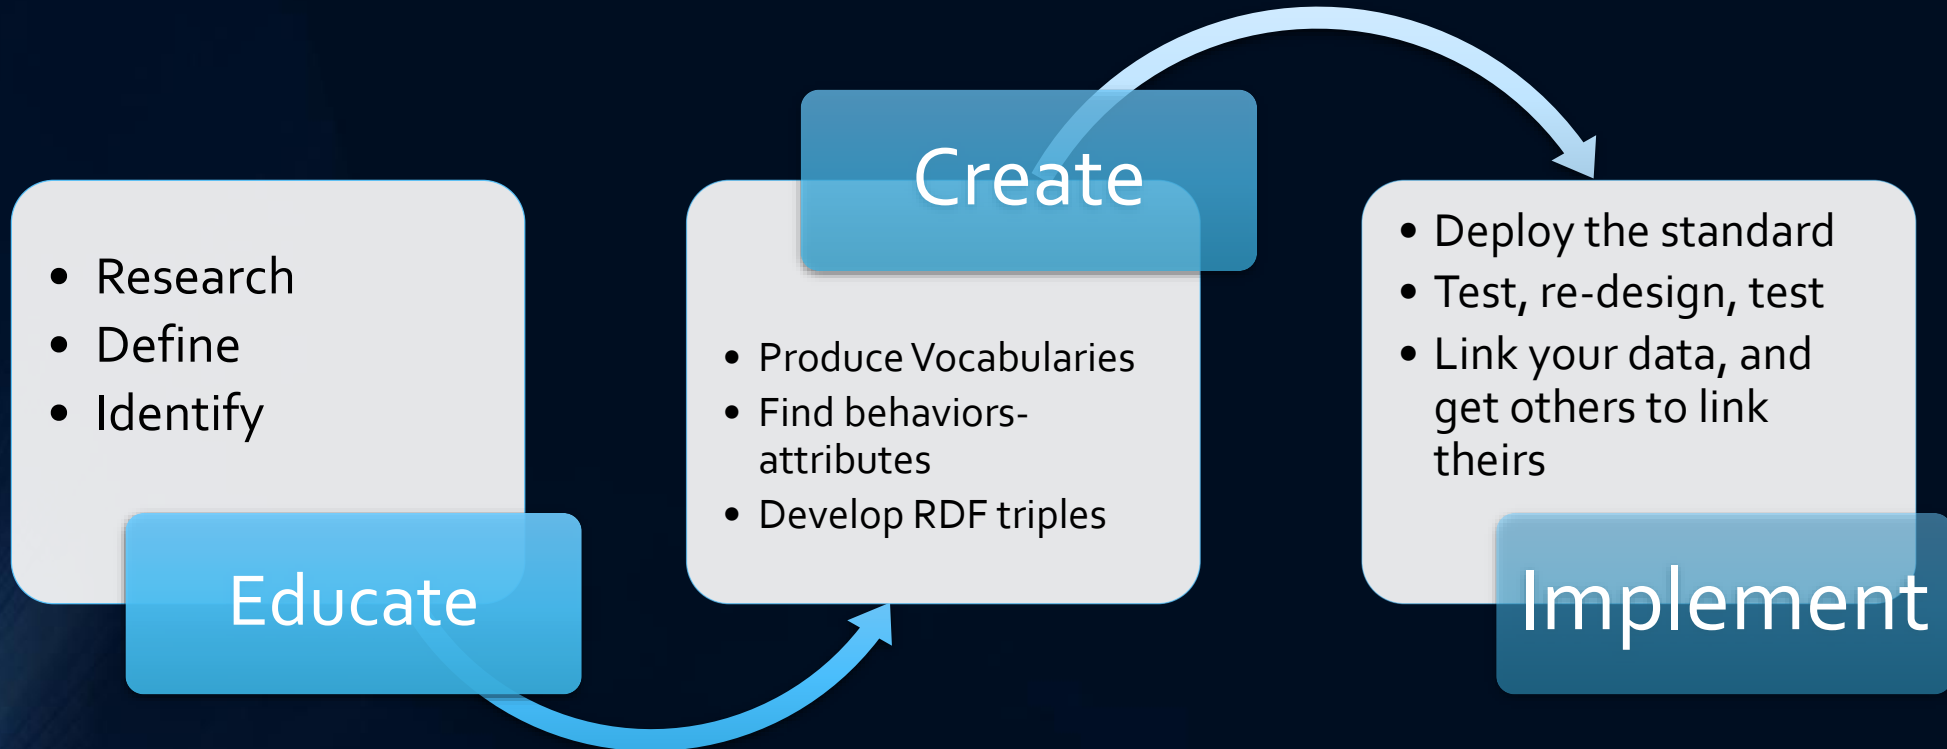 • Research
• Define
• Identify
Educate
Create
• Produce Vocabularies
• Find behaviors-
attributes
• Develop RDF triples
• Deploy the standard
• Test, re-design, test
• Link your data, and
get others to link
theirs
Implement